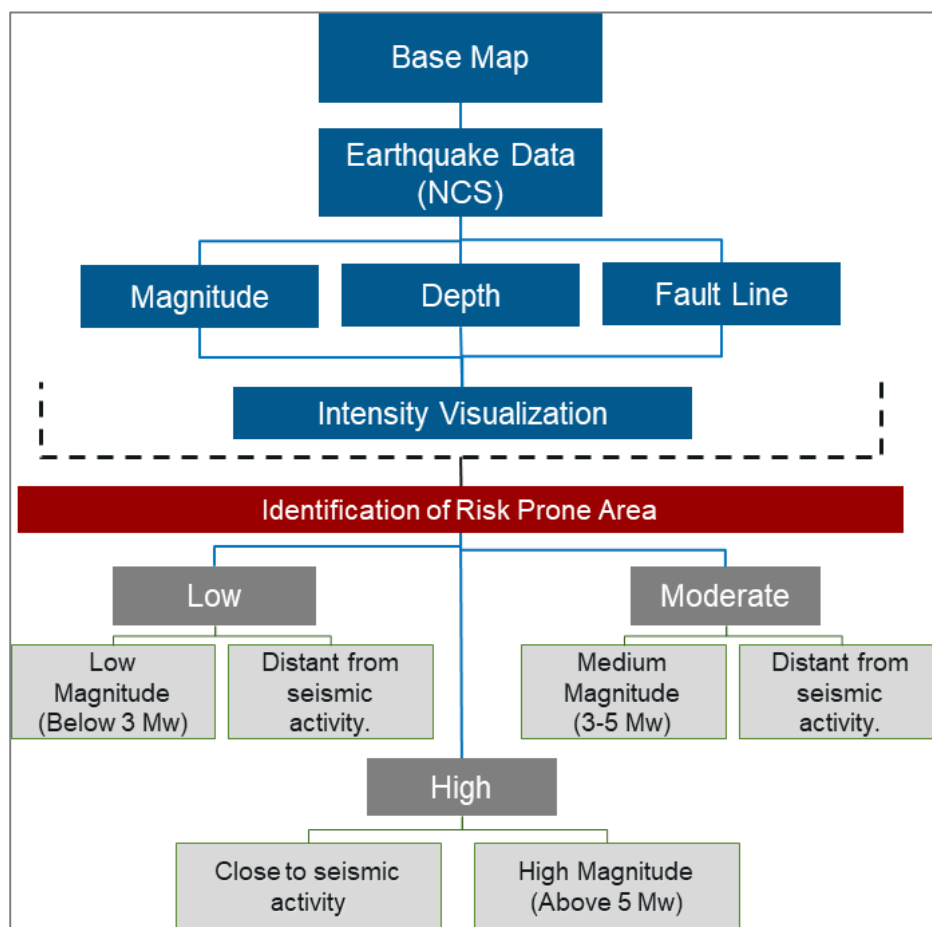 Base Map
Earthquake Data
(NCS)
Magnitude
Depth
Fault Line
Intensity Visualization
Identification of Risk Prone Area
Low
Moderate
Low
Magnitude
(Below 3 Mw)
Distant from
seismic
activity.
Medium
Magnitude
(3-5 Mw)
Distant from
seismic
activity.
High
Close to seismic
activity
High Magnitude
(Above 5 Mw)